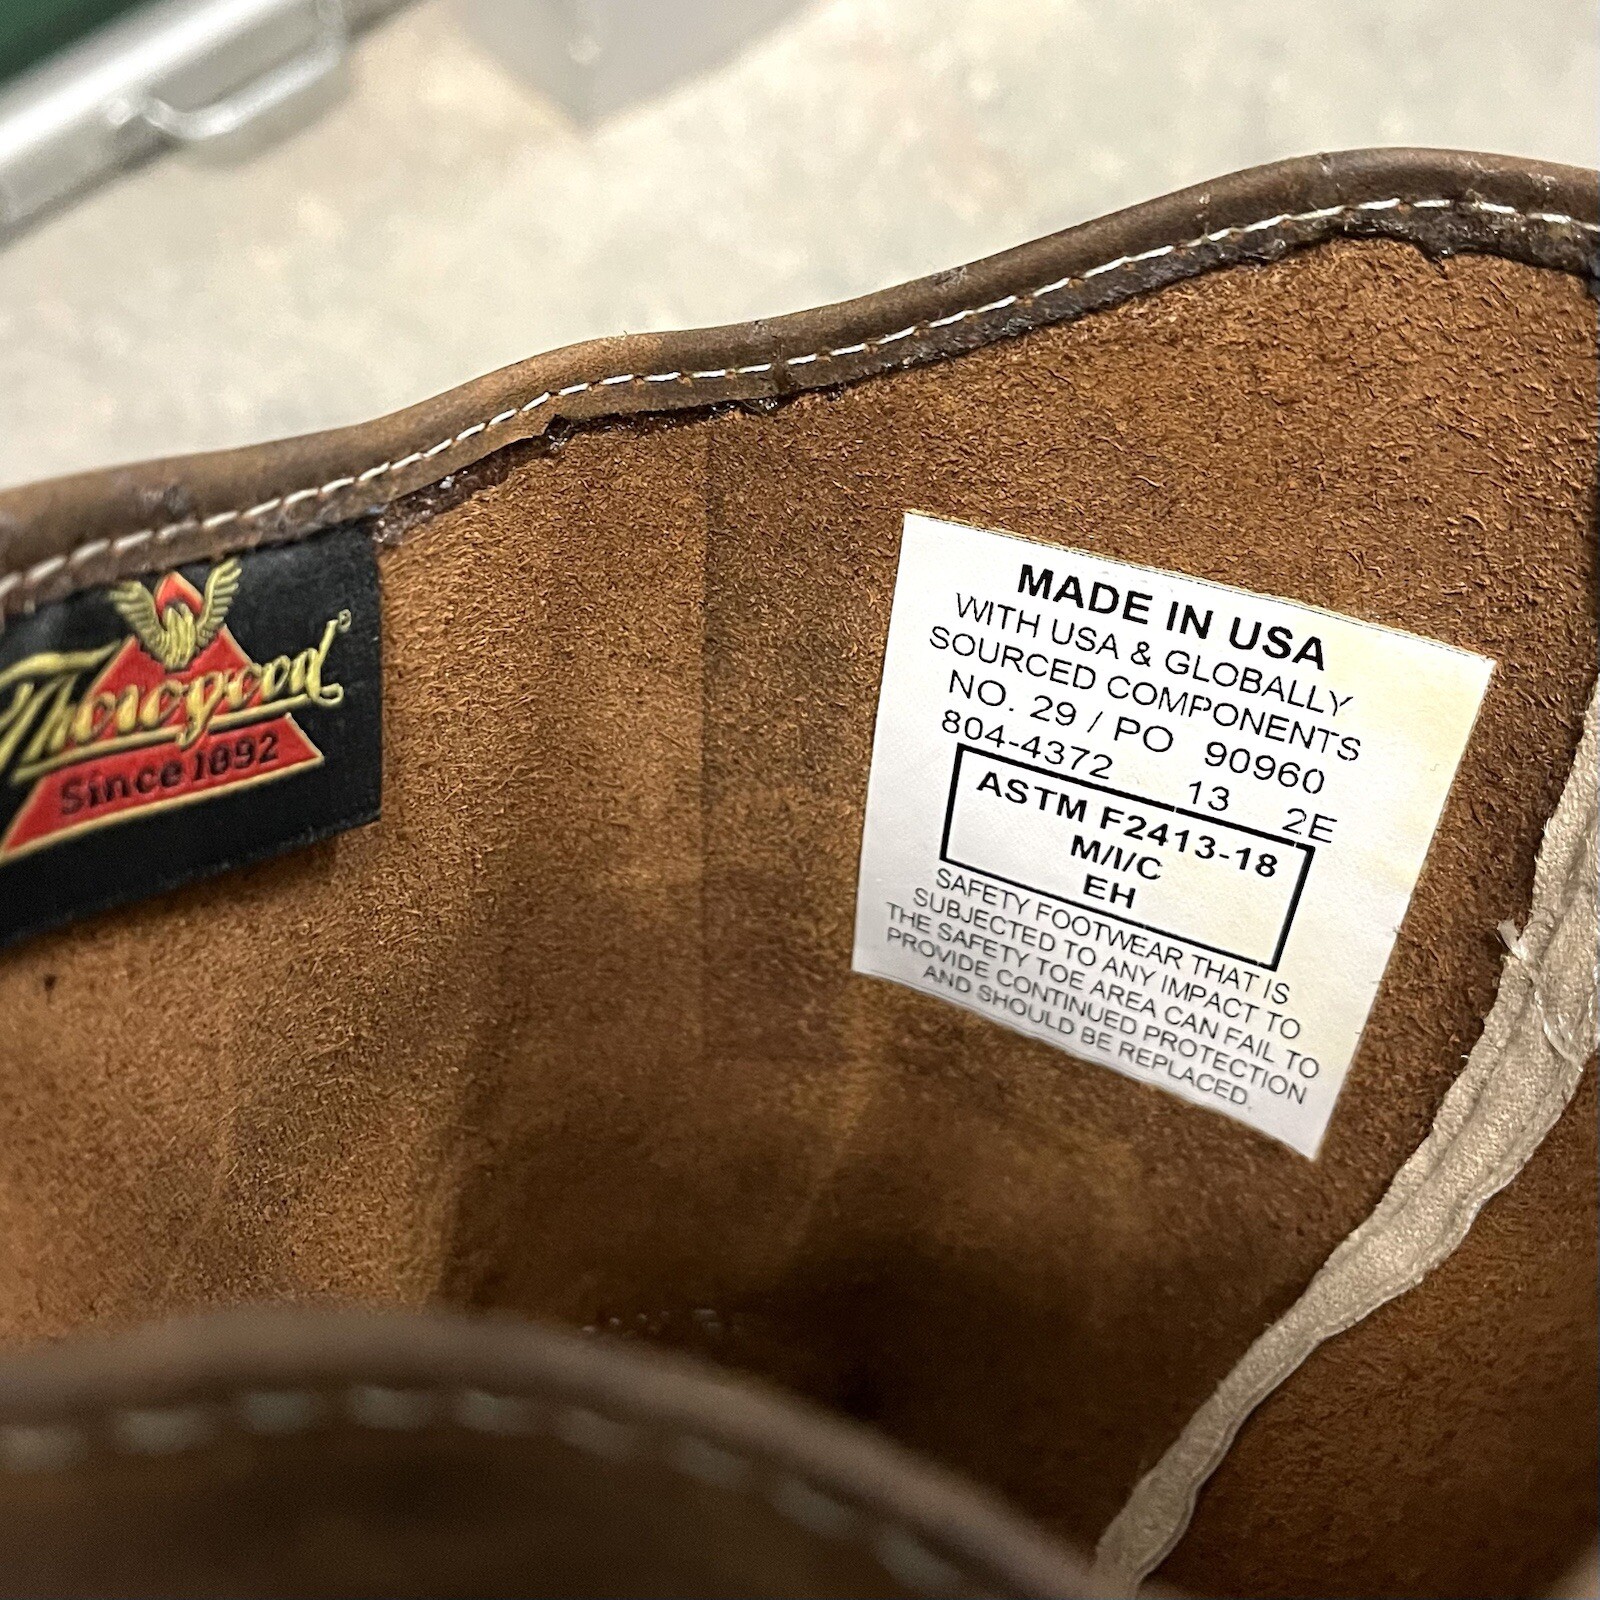 Thorogood®
Since 1892
MADE IN USA
WITH USA & GLOBALLY
SOURCED COMPONENTS
NO. 29 / PO 90960
804-4372 13 2E
ASTM F2413-18
M/I/C
EH
SAFETY FOOTWEAR THAT IS
SUBJECTED TO ANY IMPACT TO
THE SAFETY TOE AREA CAN FAIL TO
PROVIDE CONTINUED PROTECTION
AND SHOULD BE REPLACED.